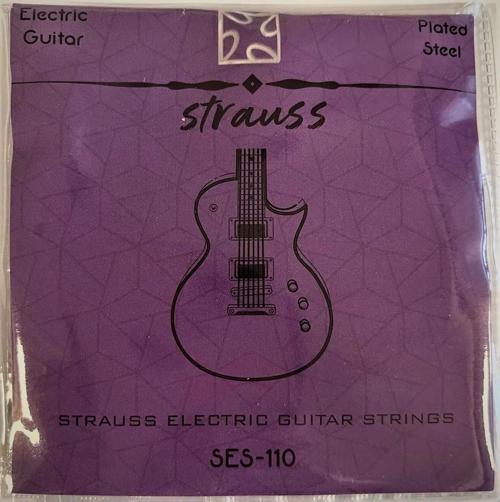 Electric
Guitar
Plated
Steel
strauss
STRAUSS ELECTRIC GUITAR STRINGS
SES-110